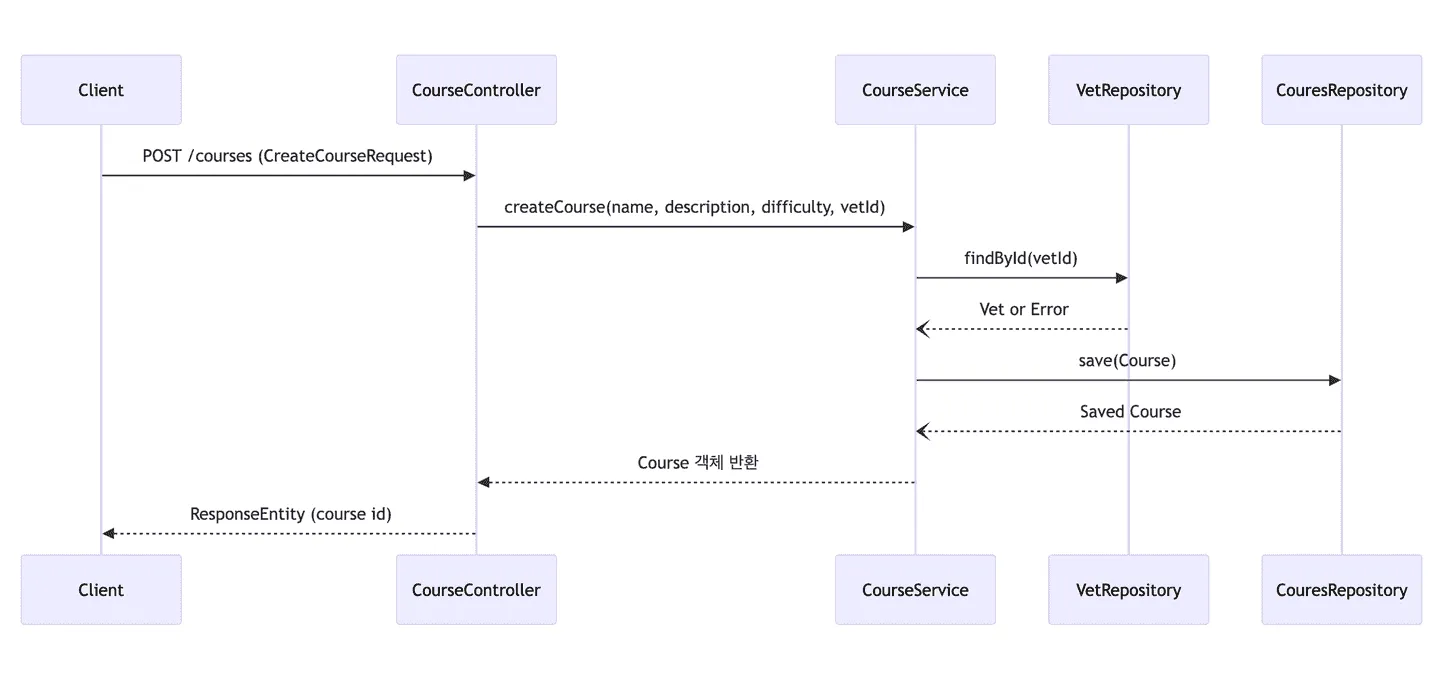 Client
CourseController
CourseService
VetRepository
CouresRepository
POST /courses (CreateCourseRequest)
createCourse(name, description, difficulty, vetId)
findById(vetId)
Vet or Error
save(Course)
Saved Course
Course 객체 반환
ResponseEntity (course id)
Client
CourseController
CourseService
VetRepository
CouresRepository